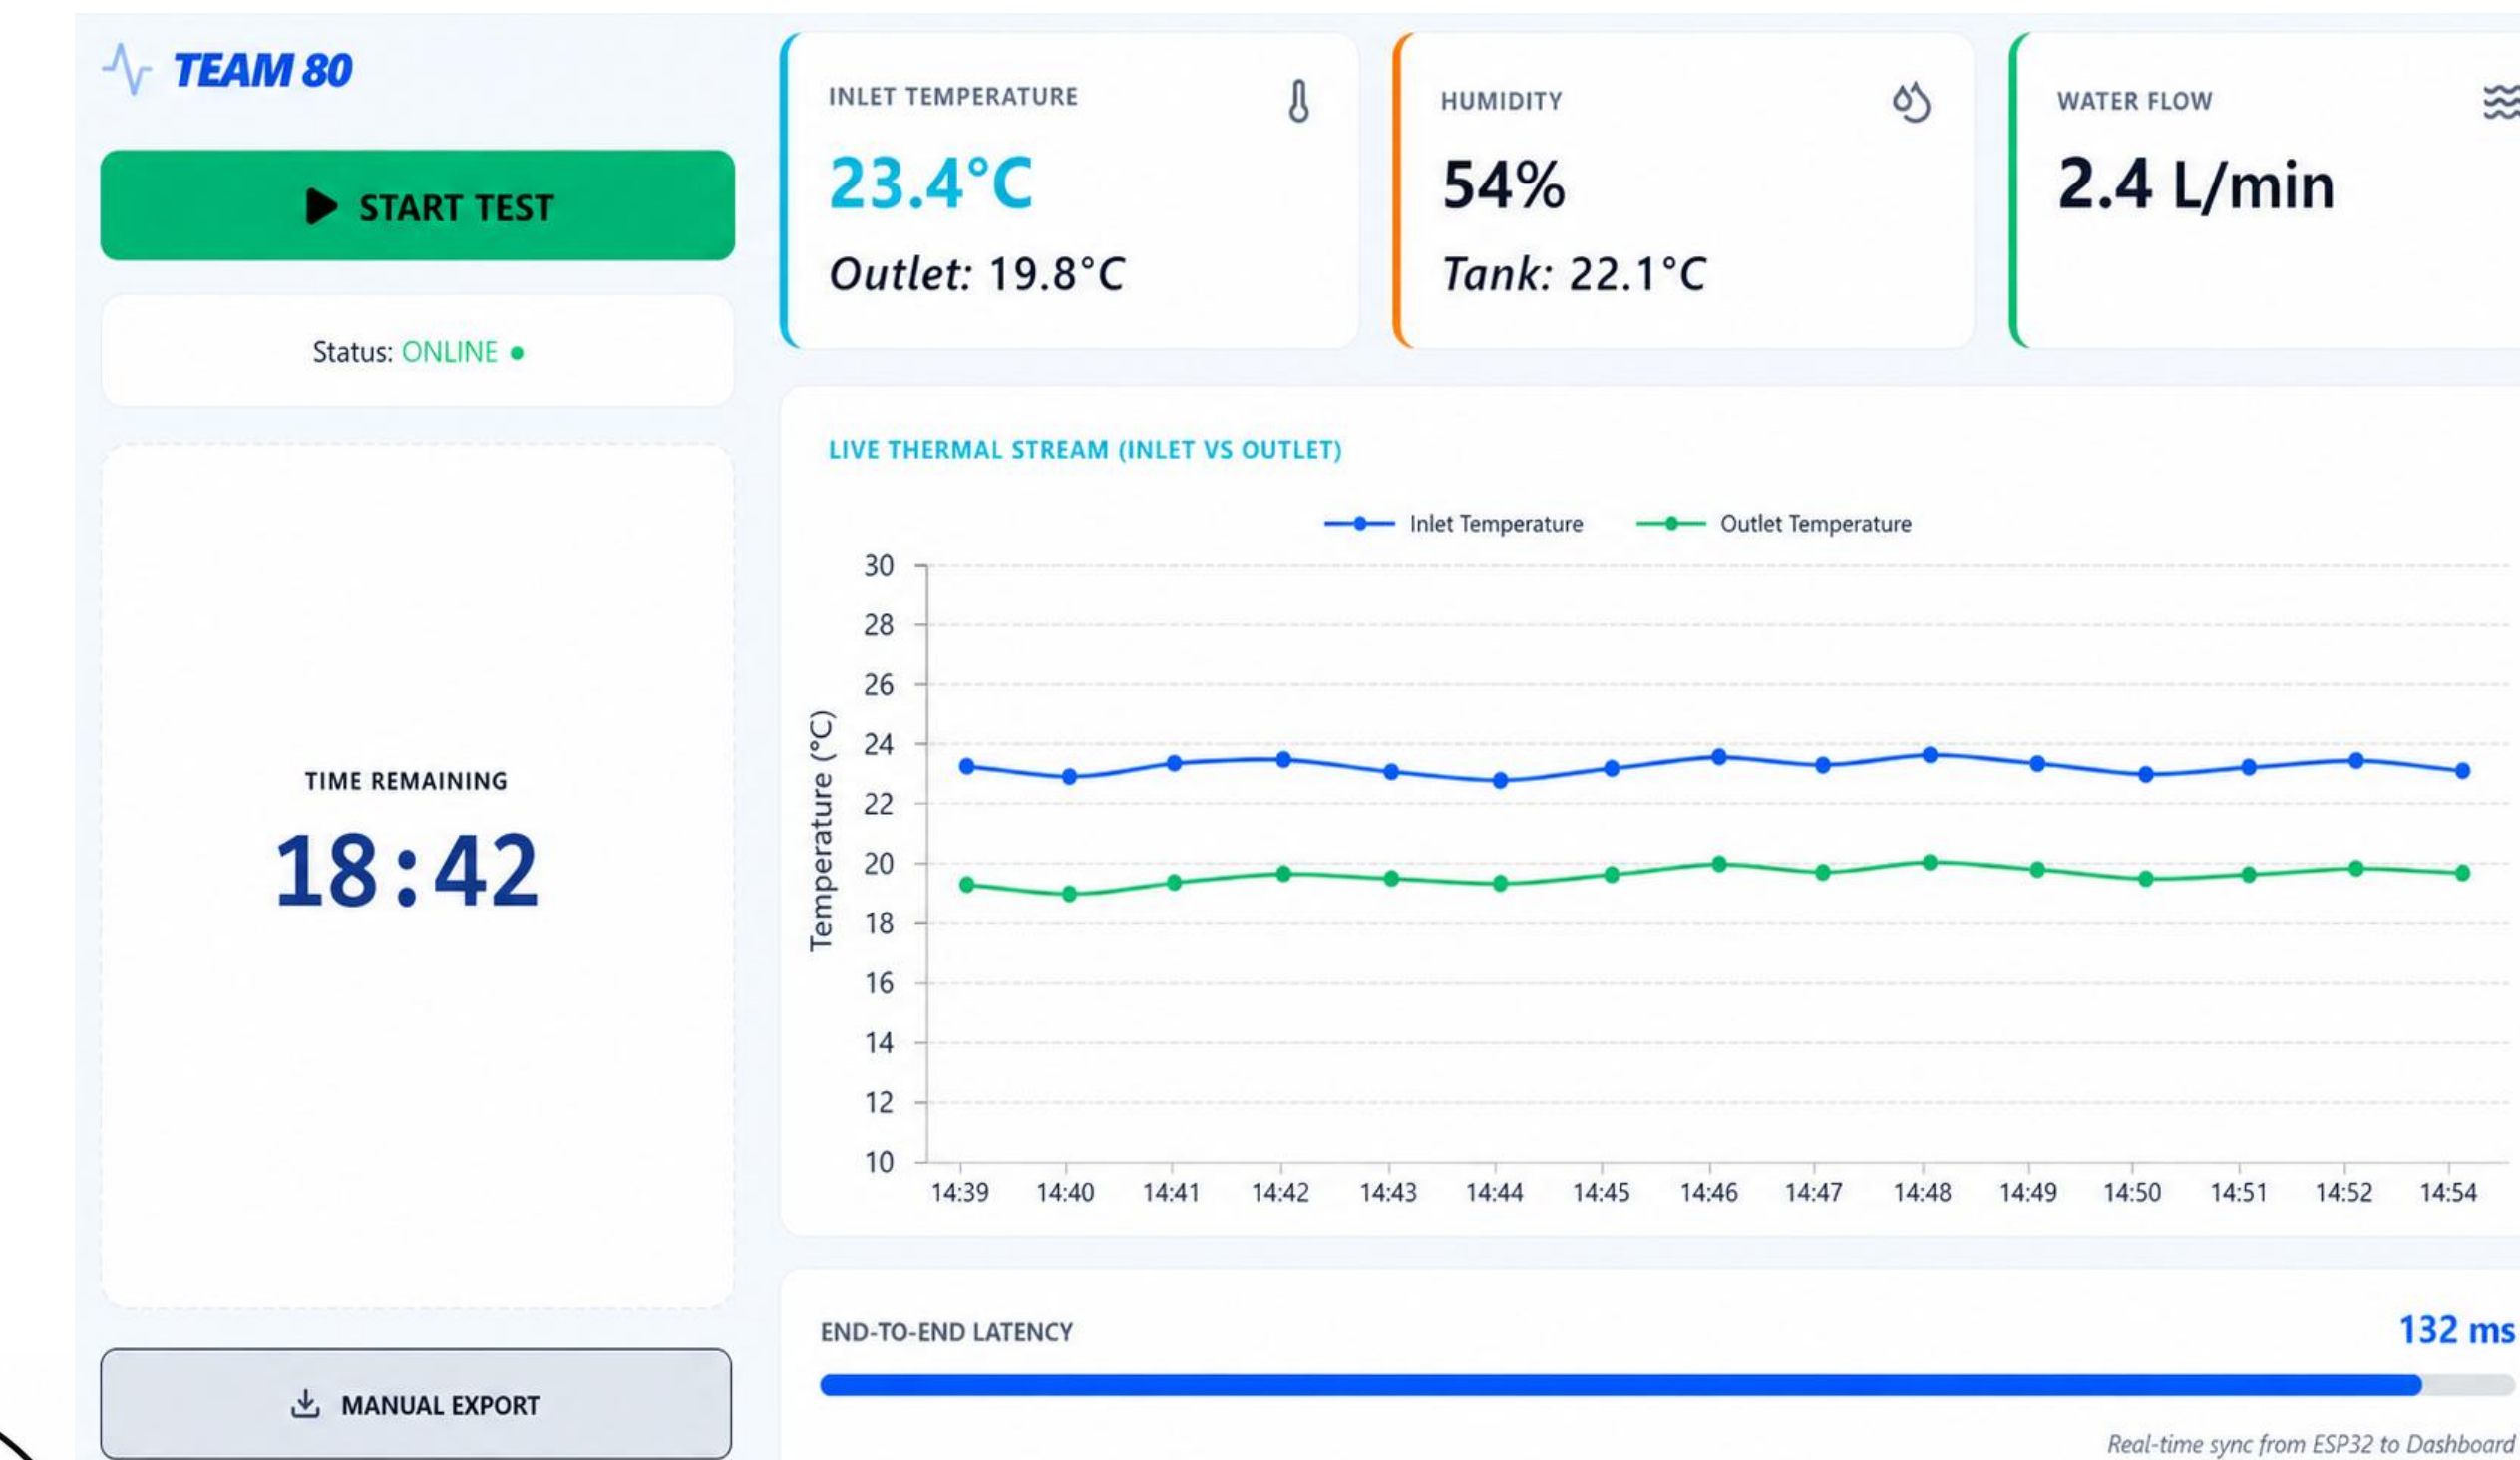 TEAM 80
START TEST
Status: ONLINE
TIME REMAINING
18:42
MANUAL EXPORT
INLET TEMPERATURE
23.4°C
Outlet: 19.8°C
HUMIDITY
54%
Tank: 22.1°C
WATER FLOW
2.4 L/min
LIVE THERMAL STREAM (INLET VS OUTLET)
Inlet Temperature Outlet Temperature
Temperature (°C)
30
28
26
24
22
20
18
16
14
12
10
14:39 14:40 14:41 14:42 14:43 14:44 14:45 14:46 14:47 14:48 14:49 14:50 14:51 14:52 14:54
END-TO-END LATENCY
132 ms
Real-time sync from ESP32 to Dashboard